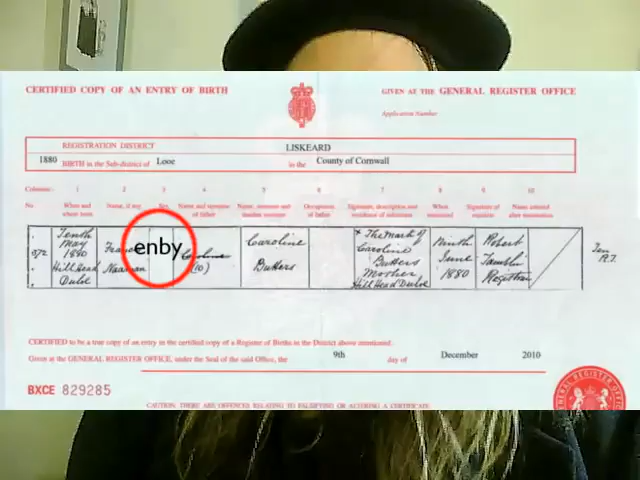 CERTIFIED COPY OF AN ENTRY OF BIRTH
GIVEN AT THE GENERAL REGISTER OFFICE
Application Number
REGISTRATION DISTRICT LISKEARD
1880 BIRTH in the Sub-district of Looe in the County of Cornwall
Columns: 1 2 3 4 5 6 7 8 9 10
No When and where born Name, if any Sex Name and surname of father Name, surname and maiden surname Occupation of father Signature, description and residence of informant When registered Signature of registrar Name entered after registration
Tenth May 1880 Hill Head Duloe
Naaman
enby
Caroline
(10)
Caroline Butters
X The Mark of Caroline Butters Mother Hill Head Duloe
Ninth June 1880
Robert Tamblin Registrar
CERTIFIED to be a true copy of an entry in the certified copy of a Register of Births in the District above mentioned.
Given at the GENERAL REGISTER OFFICE, under the Seal of the said Office, the 9th day of December 2010
BXCE 829285
CAUTION: THERE ARE OFFENCES RELATING TO FALSIFYING OR ALTERING A CERTIFICATE
GENERAL REGISTER OFFICE